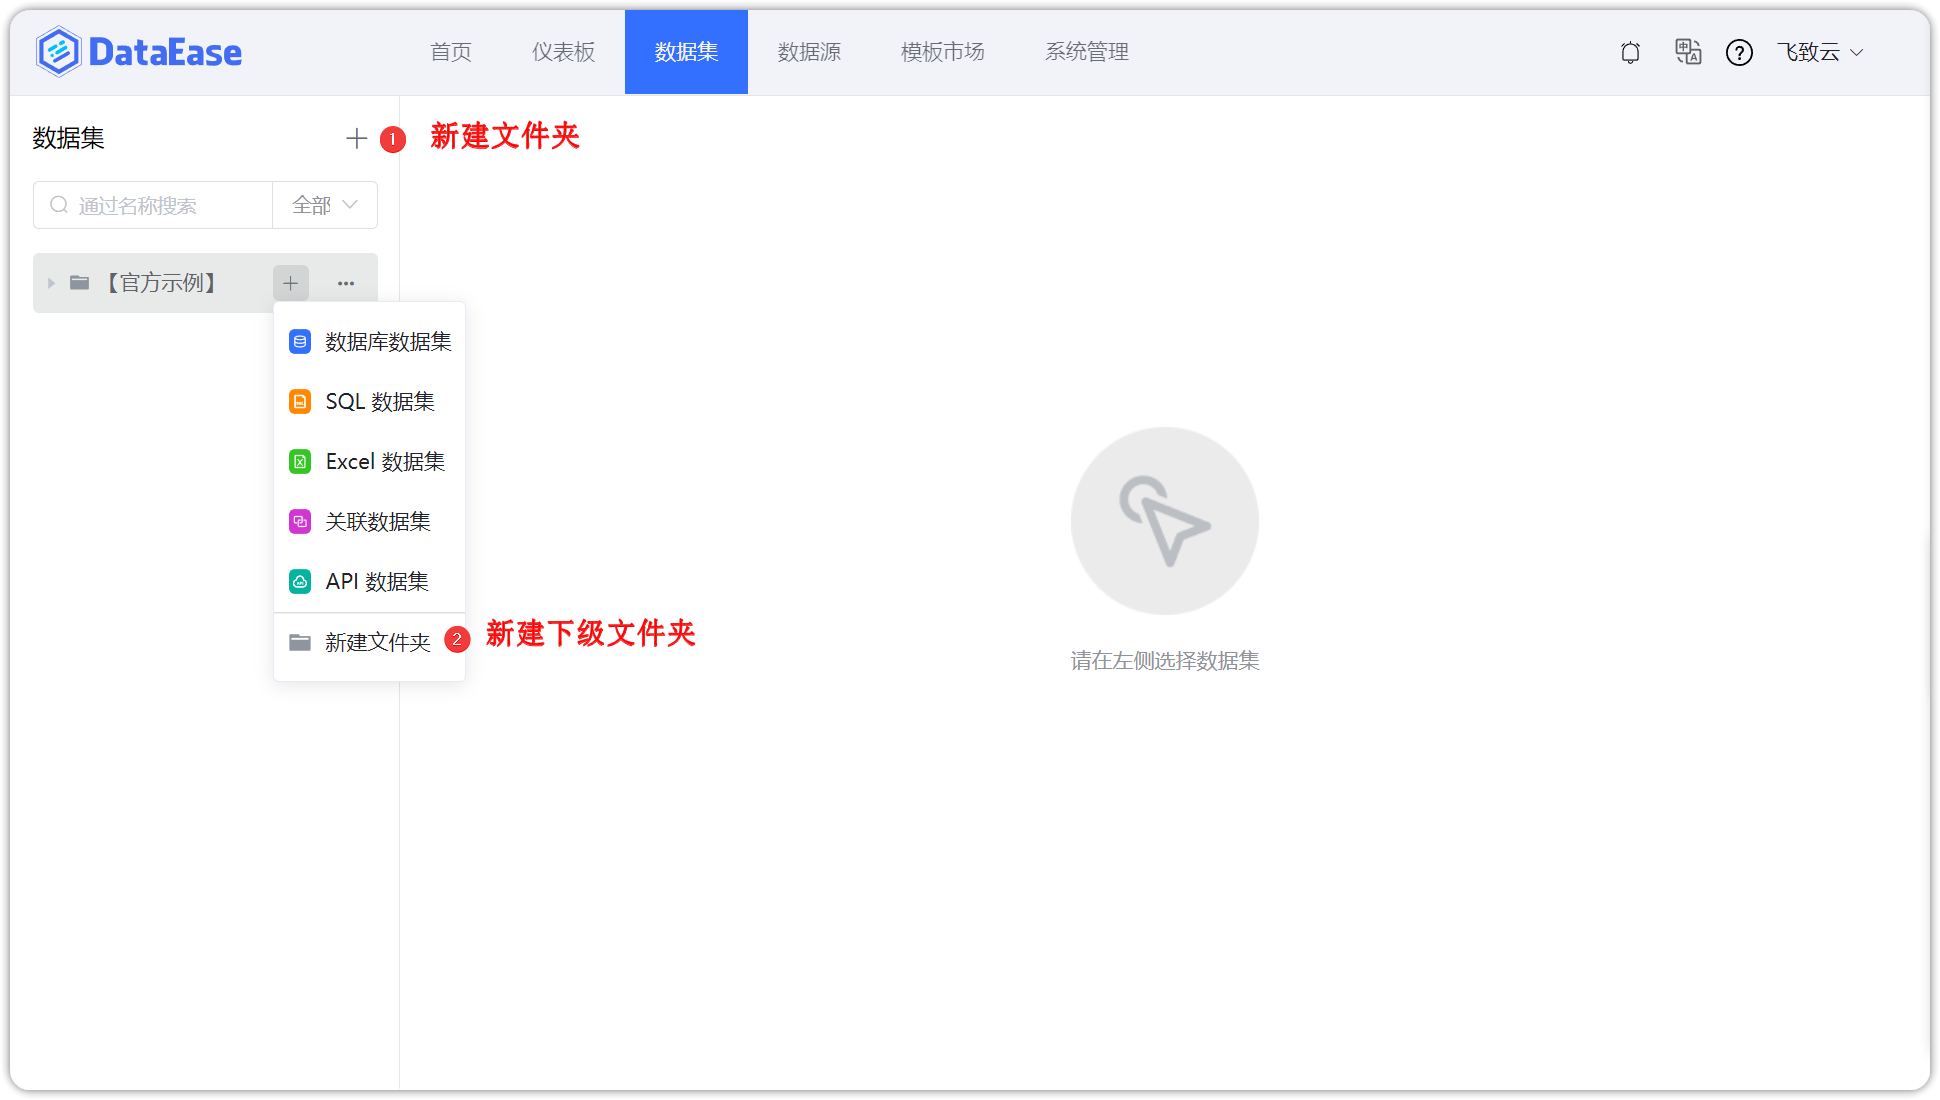 DataEase
首页 仪表板 数据集 数据源 模板市场 系统管理 飞致云
数据集 1 新建文件夹
通过名称搜索 全部
【官方示例】
数据库数据集
SQL 数据集
Excel 数据集
关联数据集
API 数据集
新建文件夹 2 新建下级文件夹
请在左侧选择数据集